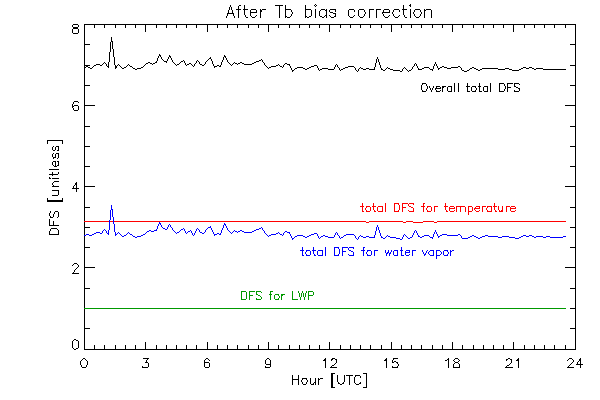 After Tb bias correction
8
Overall total DFS
6
DFS [unitless]
4
total DFS for temperature
total DFS for water vapor
2
DFS for LWP
0
0 3 6 9 12 15 18 21 24
Hour [UTC]